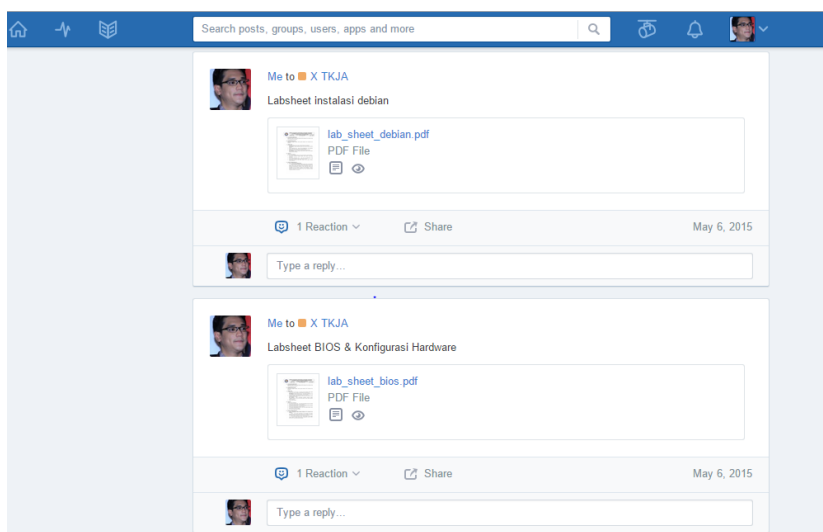 Search posts, groups, users, apps and more
Me to X TKJA
Labsheet instalasi debian
lab_sheet_debian.pdf
PDF File
1 Reaction Share May 6, 2015
Type a reply...
Me to X TKJA
Labsheet BIOS & Konfigurasi Hardware
lab_sheet_bios.pdf
PDF File
1 Reaction Share May 6, 2015
Type a reply...